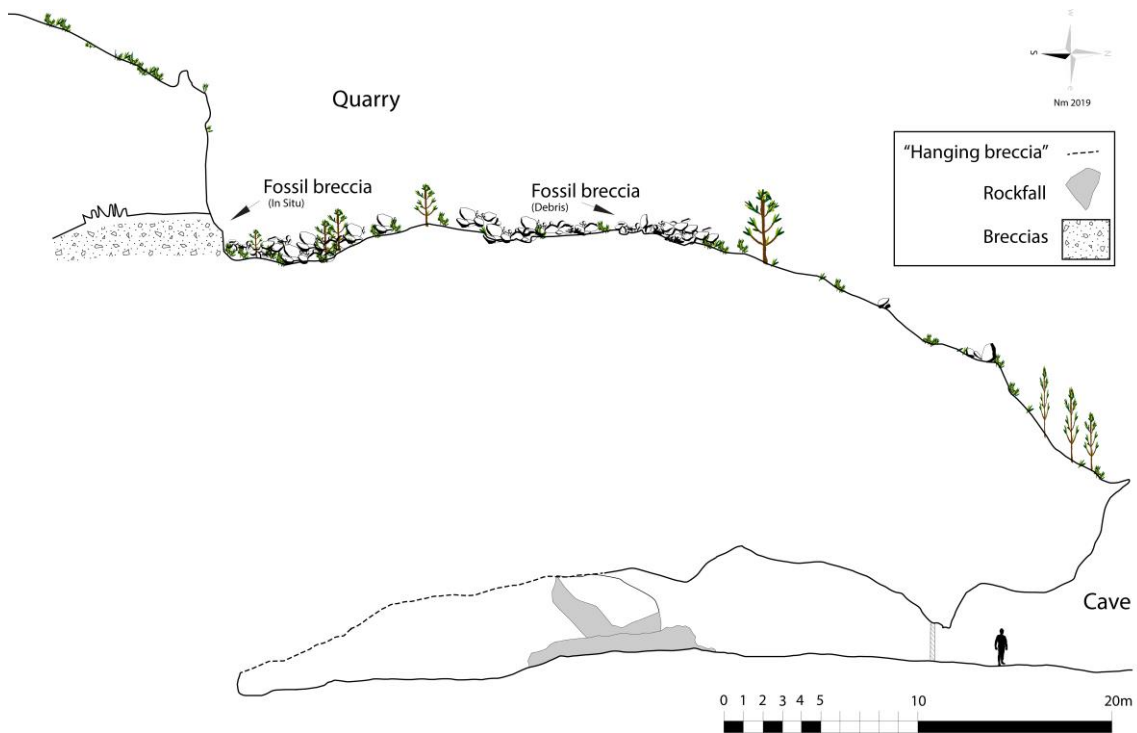 W
S
N
Nm 2019
Quarry
"Hanging breccia"
Rockfall
Breccias
Fossil breccia
(In Situ)
Fossil breccia
(Debris)
Cave
0 1 2 3 4 5 10 20m